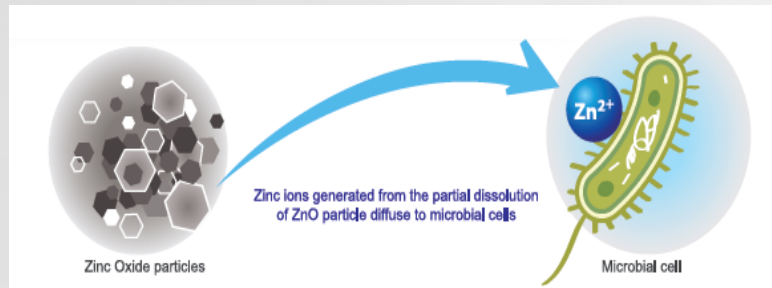 Zn2+
Zinc ions generated from the partial dissolution
of ZnO particle diffuse to microbial cells
Zinc Oxide particles
Microbial cell